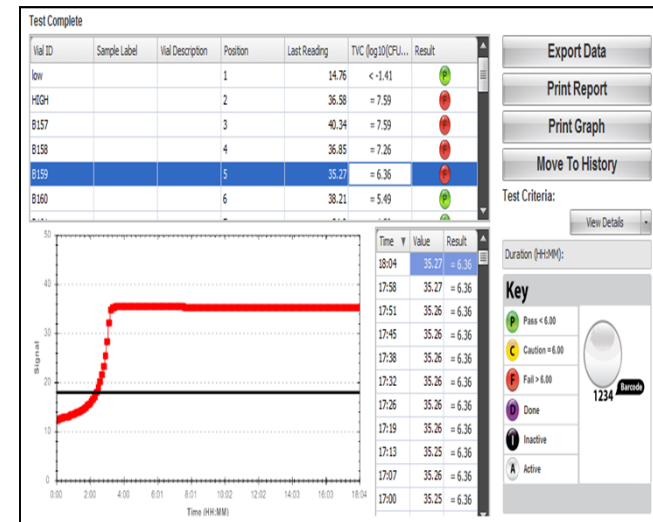 Test Complete
Vial ID Sample Label Vial Description Position Last Reading TVC (log10(CFU... Result
low 1 14.76 < -1.41 P
HIGH 2 36.58 = 7.59 F
B157 3 40.34 = 7.59 F
B158 4 36.85 = 7.26 F
B159 5 35.27 = 6.36 F
B160 6 38.21 = 5.49 P
Export Data
Print Report
Print Graph
Move To History
Test Criteria:
View Details
Duration (HH:MM):
Key
P Pass < 6.00
C Caution = 6.00
F Fail > 6.00
D Done
I Inactive
A Active
1234 Barcode
50
40
30
20
10
0
Signal
0:00 2:00 4:00 6:01 8:01 10:02 12:02 14:03 16:03 18:04
Time (HH:MM)
Time Value Result
18:04 35.27 = 6.36
17:58 35.27 = 6.36
17:51 35.26 = 6.36
17:45 35.26 = 6.36
17:38 35.26 = 6.36
17:32 35.26 = 6.36
17:26 35.26 = 6.36
17:19 35.26 = 6.36
17:13 35.25 = 6.36
17:07 35.26 = 6.36
17:00 35.25 = 6.36